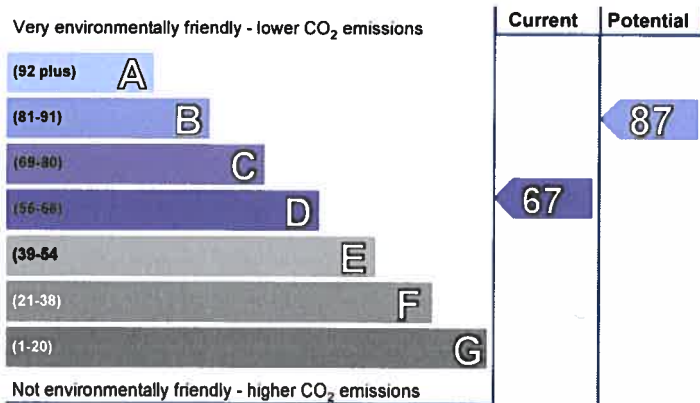 Current Potential
Very environmentally friendly - lower CO₂ emissions
(92 plus) A
(81-91) B
87
(69-80) C
(55-68) D
67
(39-54 E
(21-38) F
(1-20) G
Not environmentally friendly - higher CO₂ emissions